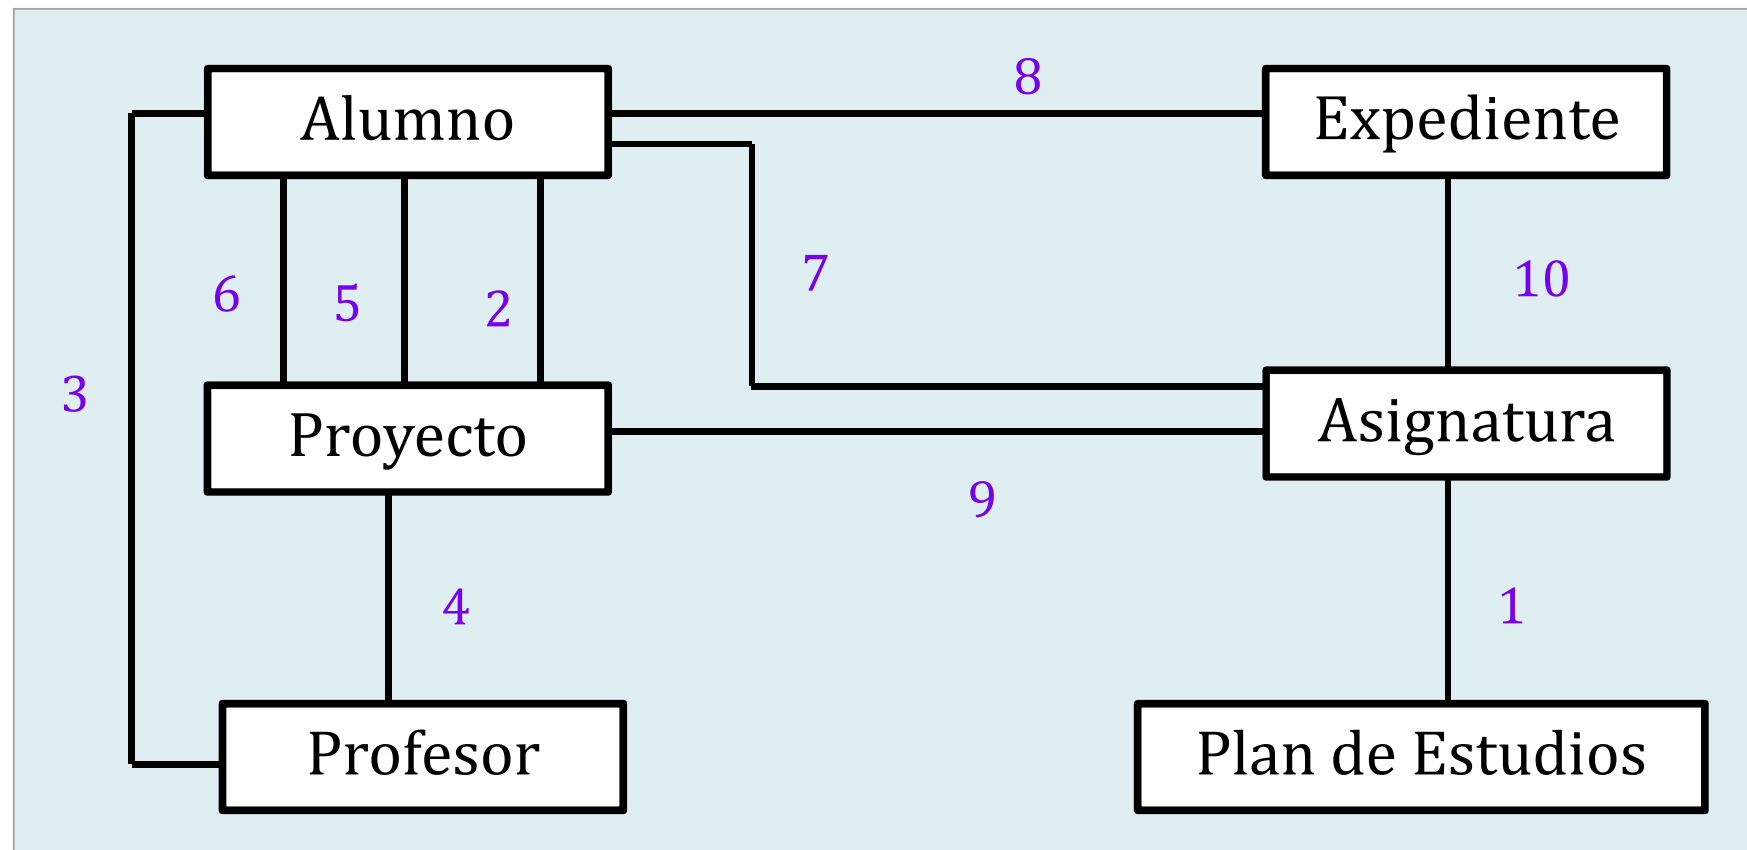 8
Alumno
Expediente
7
6
5
2
10
3
Proyecto
Asignatura
9
4
1
Profesor
Plan de Estudios